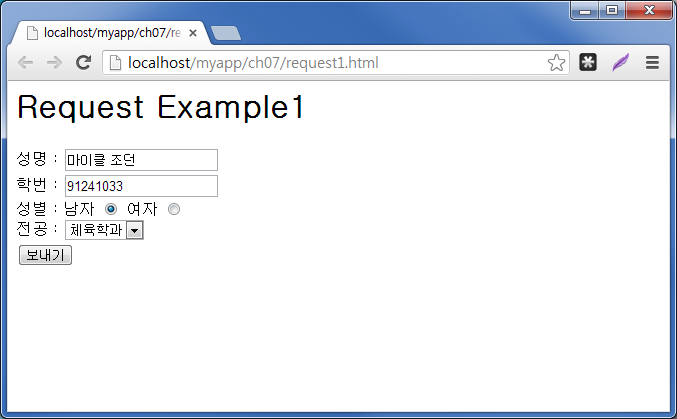 localhost/myapp/ch07/re
localhost/myapp/ch07/request1.html
Request Example1
성명 : 마이클 조던
학번 : 91241033
성별 : 남자 여자
전공 : 체육학과
보내기